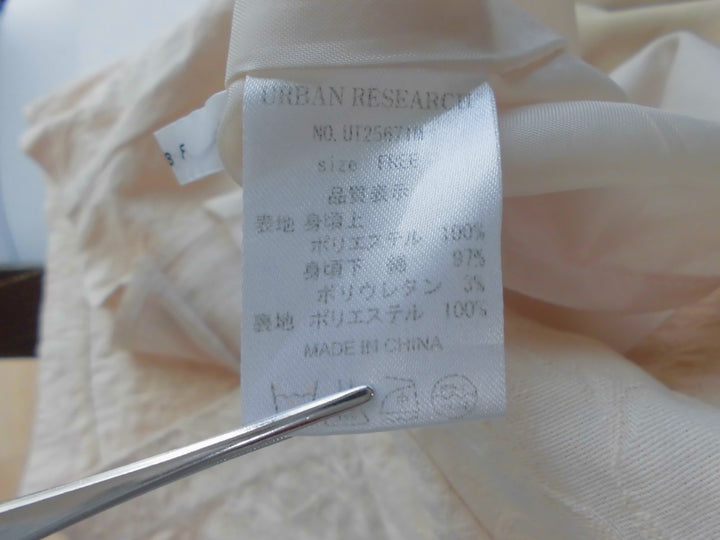 URBAN RESEARCH
NO. UT25671M
size FREE
品質表示
表地 身頃上
ポリエステル 100%
身頃下 綿 97%
ポリウレタン 3%
裏地 ポリエステル 100%
MADE IN CHINA